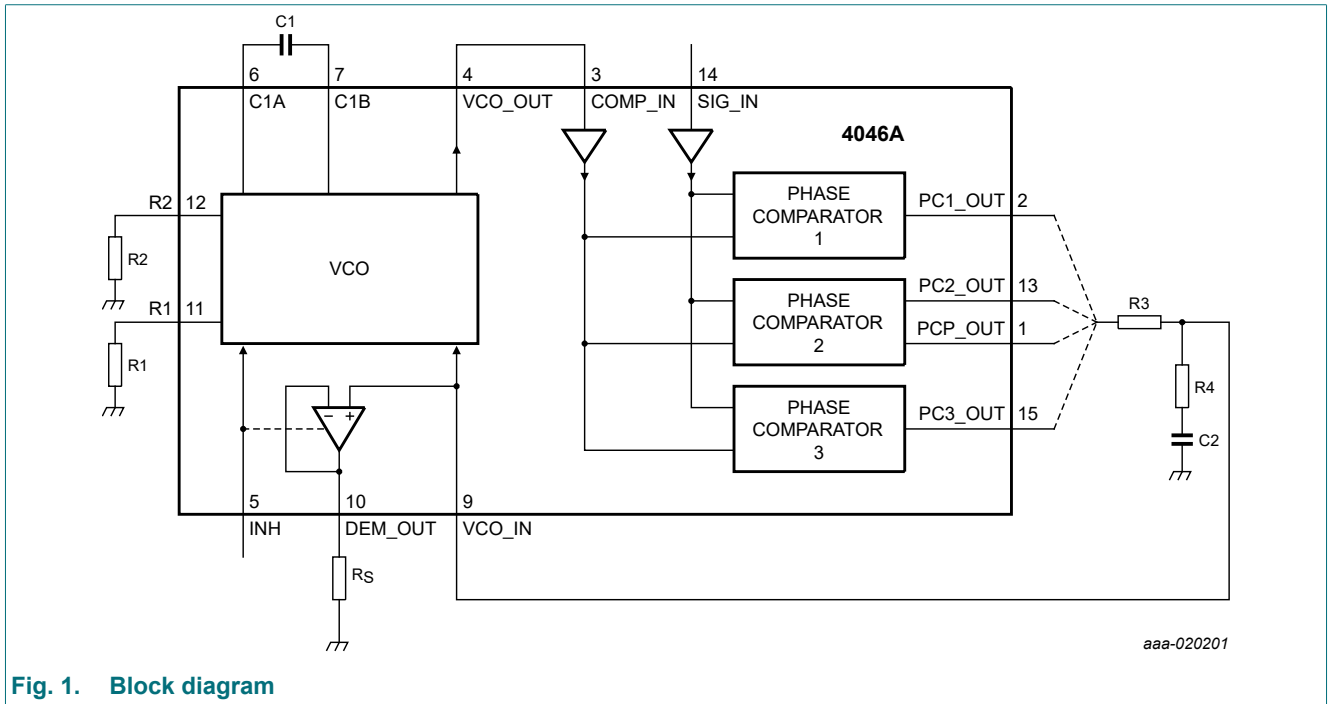 C1
6 7 4 3 14
C1A C1B VCO_OUT COMP_IN SIG_IN
4046A
PHASE
COMPARATOR
1
PC1_OUT 2
R2 12
R2
VCO
PHASE
COMPARATOR
2
PC2_OUT 13
PCP_OUT 1
R3
R1 11
R1
R4
− +
PHASE
COMPARATOR
3
PC3_OUT 15
C2
5 10 9
INH DEM_OUT VCO_IN
RS
aaa-020201
Fig. 1. Block diagram